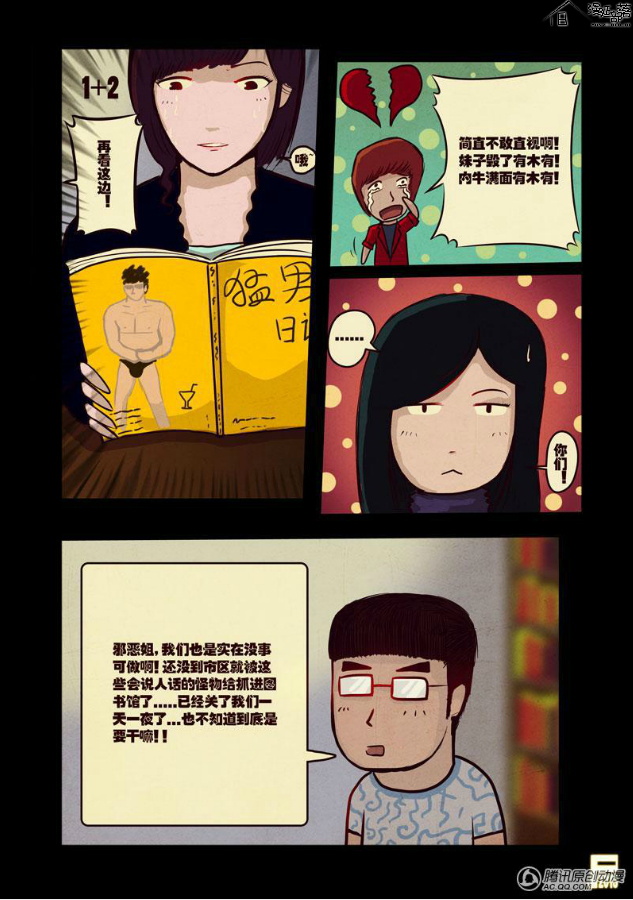 漫画部落
1+2
再看这边!
哦~
猛男
日记
简直不敢直视啊!
妹子毁了有木有!
内牛满面有木有!
......
你们!
邪恶姐,我们也是实在没事
可做啊!还没到市区就被这
些会说人话的怪物给抓进图
书馆了.....已经关了我们一
天一夜了...也不知道到底是
要干嘛!!
腾讯原创动漫
AC.QQ.COM